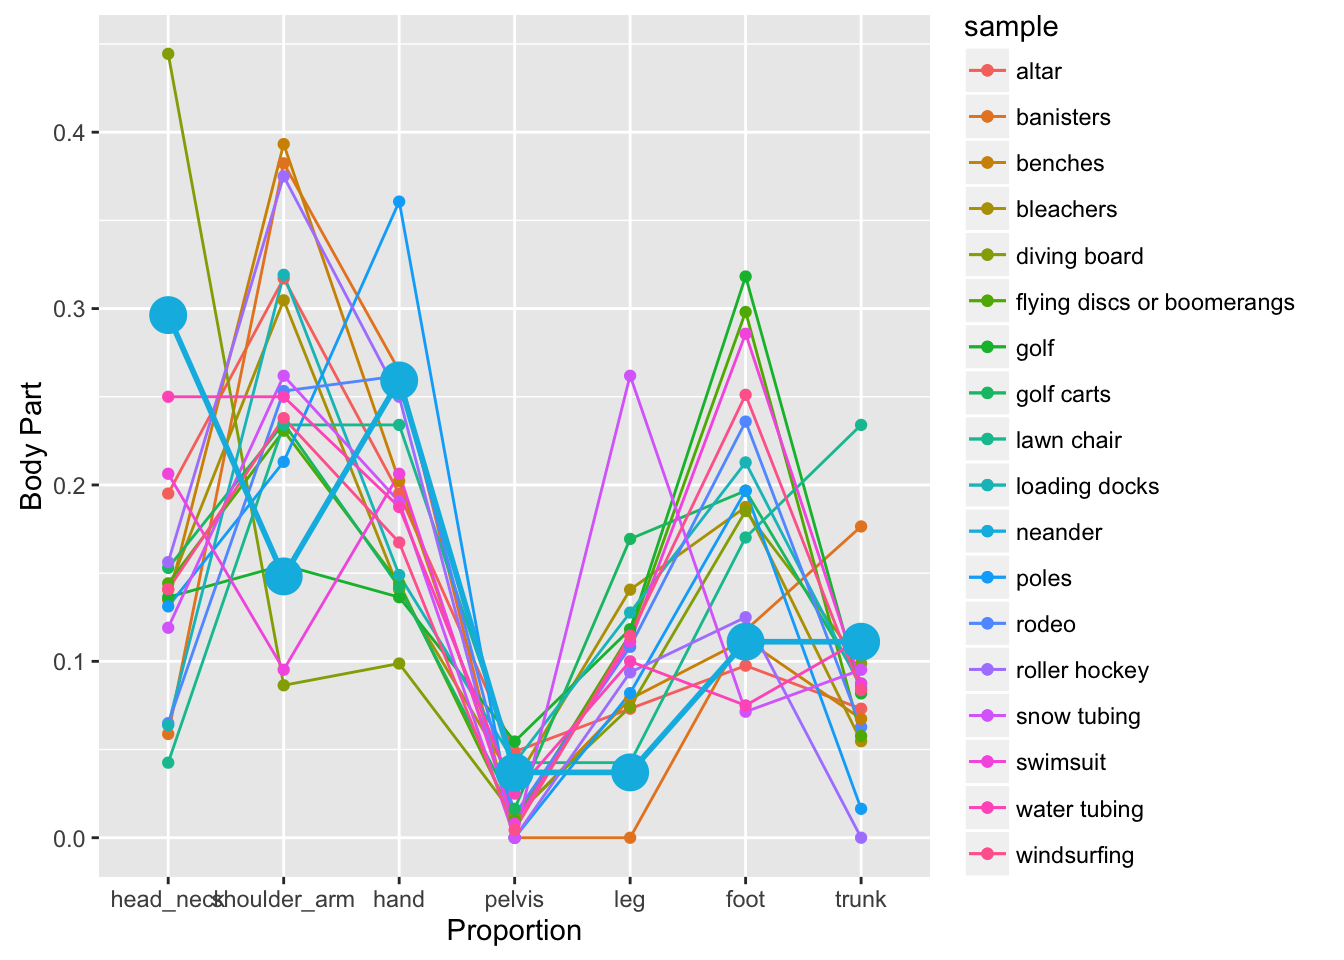 sample
altar
banisters
benches
bleachers
diving board
flying discs or boomerangs
golf
golf carts
lawn chair
loading docks
neander
poles
rodeo
roller hockey
snow tubing
swimsuit
water tubing
windsurfing
Body Part
0.4
0.3
0.2
0.1
0.0
head_neck shoulder_arm hand pelvis leg foot trunk
Proportion